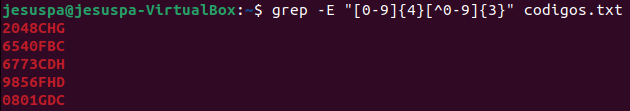 jesuspa@jesuspa-VirtualBox:~$ grep -E "[0-9]{4}[^0-9]{3}" codigos.txt
2048CHG
6540FBC
6773CDH
9856FHD
0801GDC